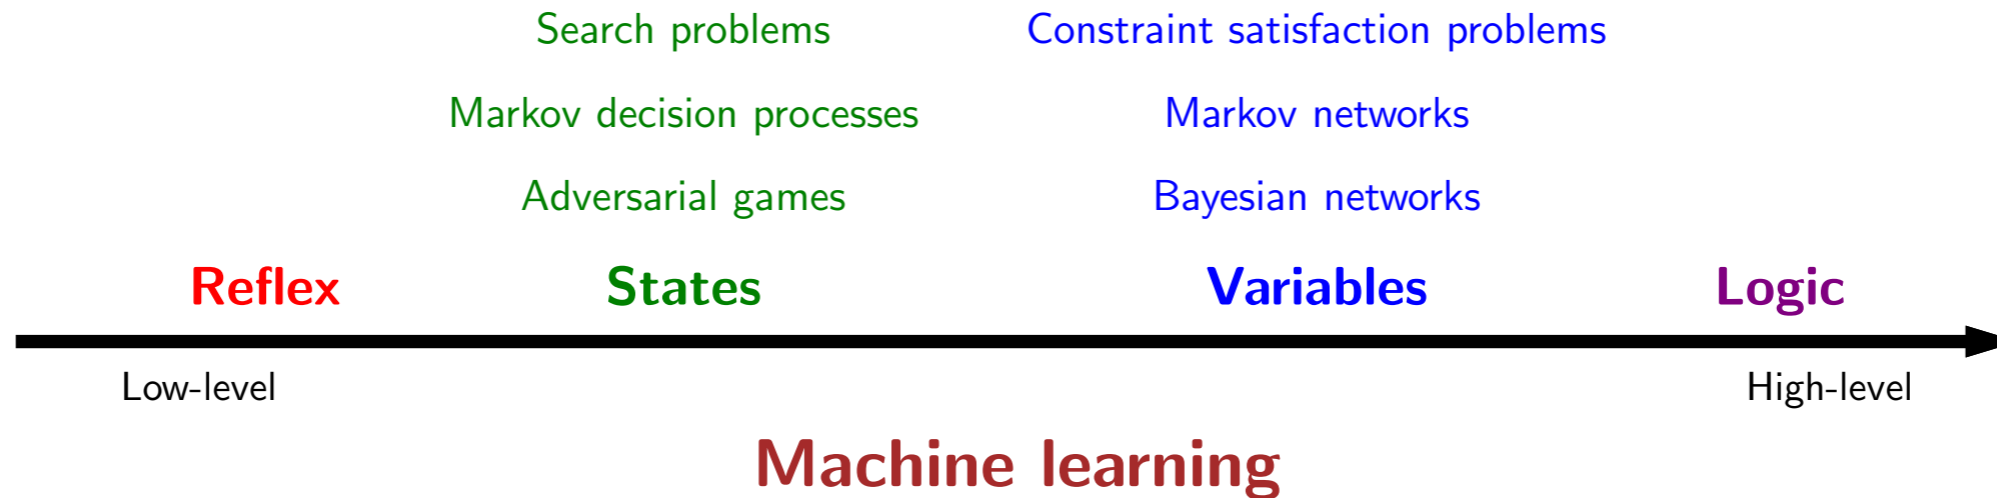 Search problems Constraint satisfaction problems
Markov decision processes Markov networks
Adversarial games Bayesian networks
Reflex States Variables Logic
Low-level High-level
Machine learning